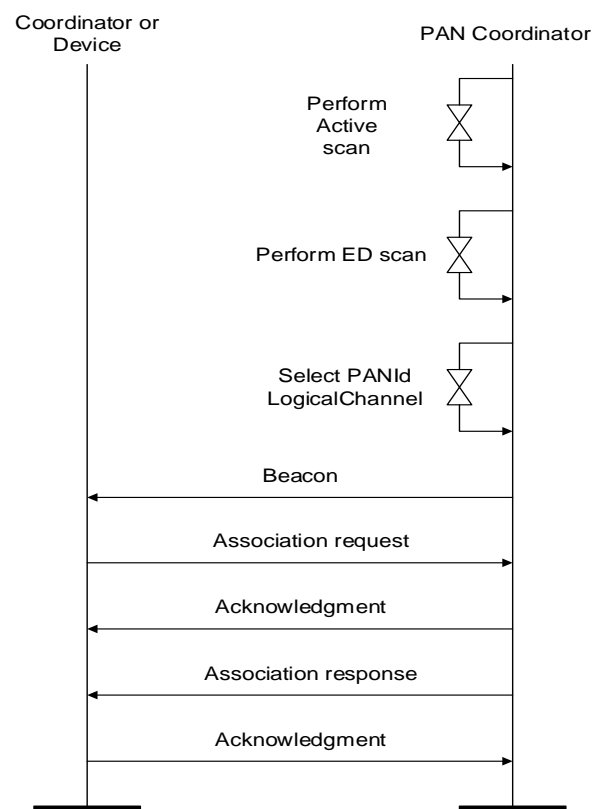 Coordinator or
Device
PAN Coordinator
Perform
Active
scan
Perform ED scan
Select PANId
LogicalChannel
Beacon
Association request
Acknowledgment
Association response
Acknowledgment